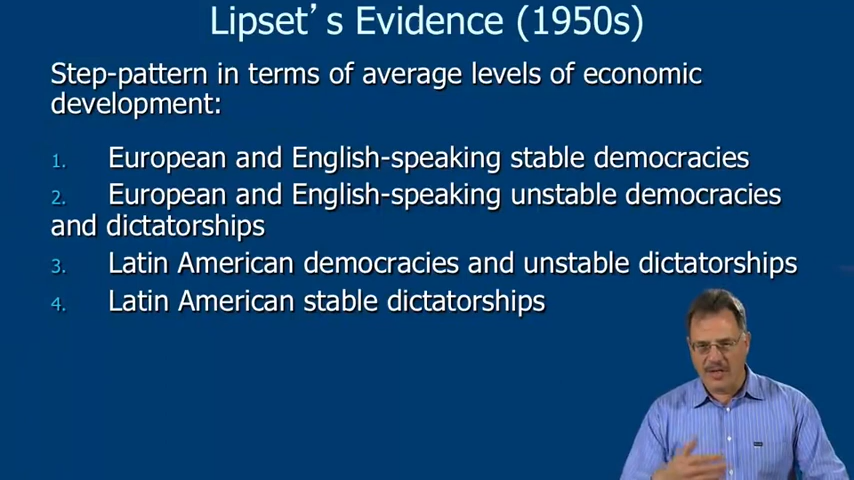 Lipset's Evidence (1950s)
Step-pattern in terms of average levels of economic
development:
1. European and English-speaking stable democracies
2. European and English-speaking unstable democracies
and dictatorships
3. Latin American democracies and unstable dictatorships
4. Latin American stable dictatorships